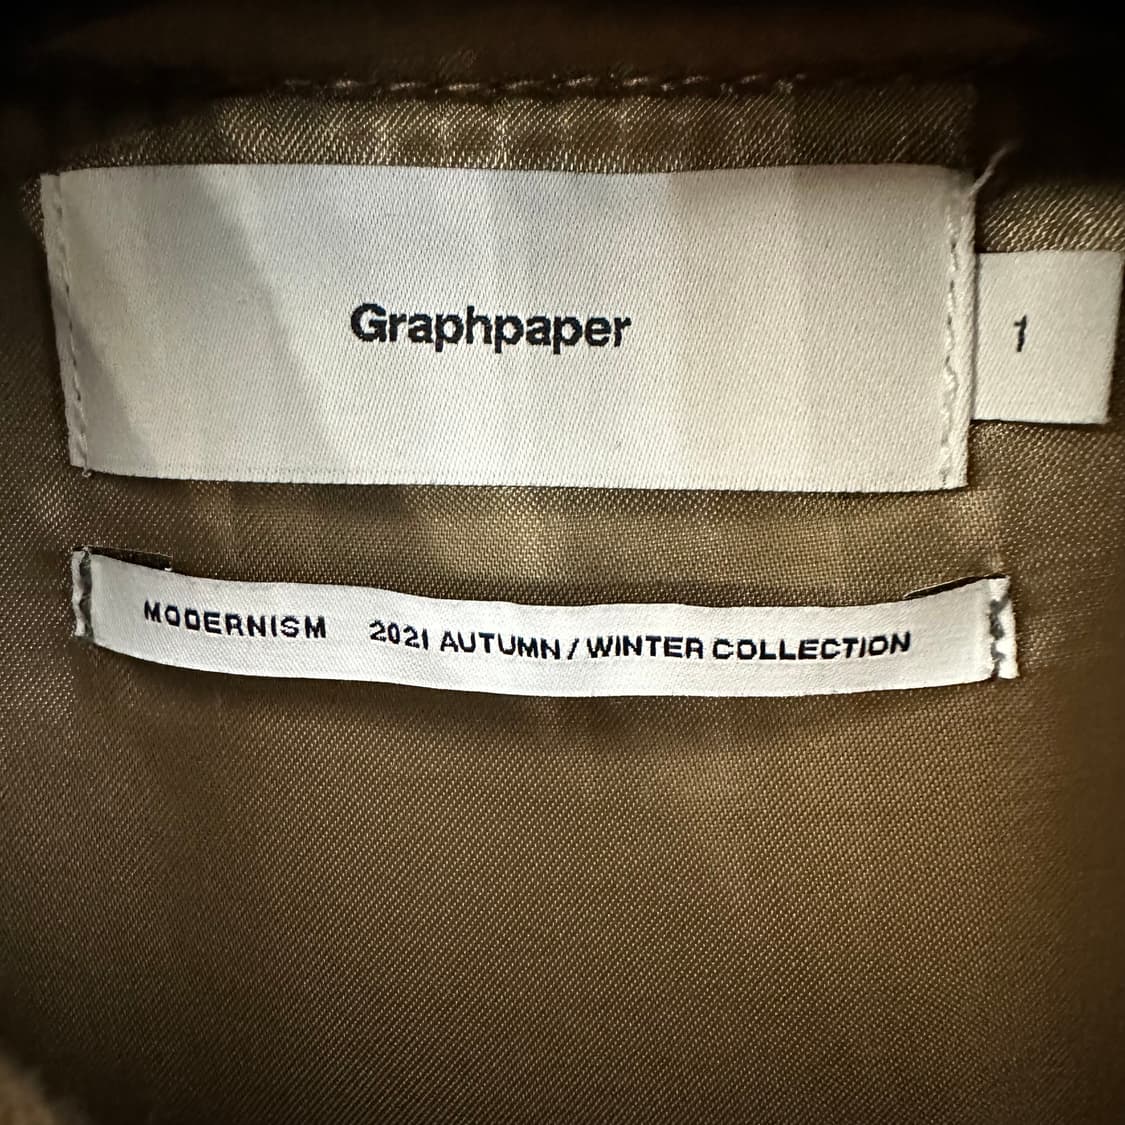 Graphpaper
1
MODERNISM 2021 AUTUMN / WINTER COLLECTION